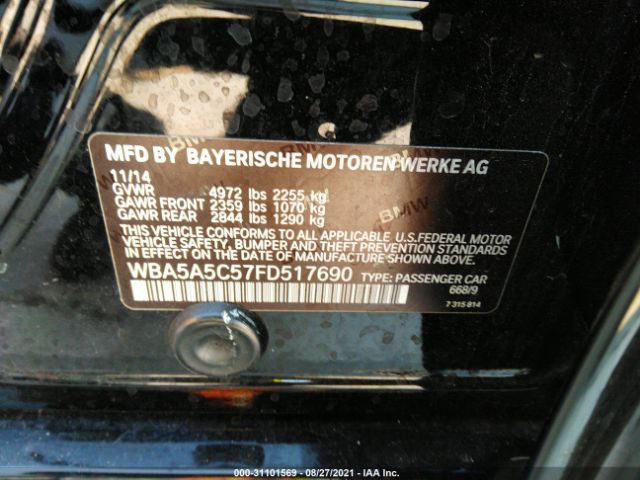 MFD BY BAYERISCHE MOTOREN WERKE AG
11/14
GVWR 4972 lbs 2255 kg
GAWR FRONT 2359 lbs 1070 kg
GAWR REAR 2844 lbs 1290 kg
BMW
THIS VEHICLE CONFORMS TO ALL APPLICABLE U.S. FEDERAL MOTOR
VEHICLE SAFETY, BUMPER AND THEFT PREVENTION STANDARDS
IN EFFECT ON THE DATE OF MANUFACTURE SHOWN ABOVE.
WBA5A5C57FD517690 TYPE: PASSENGER CAR
668/9
7 315 814
000-31101569 - 08/27/2021 - IAA Inc.